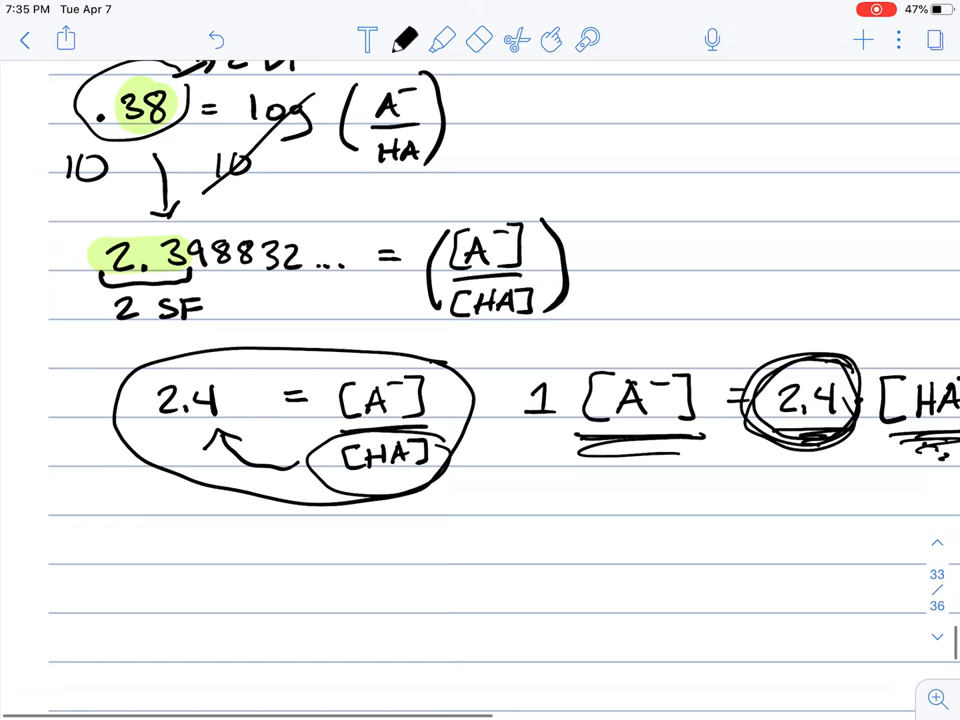 7:35 PM Tue Apr 7 47%
T
.38 = log (A⁻/HA)
10 10
2.398832... = ([A⁻]/[HA])
2 SF
2.4 = [A⁻]/[HA] 1 [A⁻] = 2.4 [HA
33
/
36